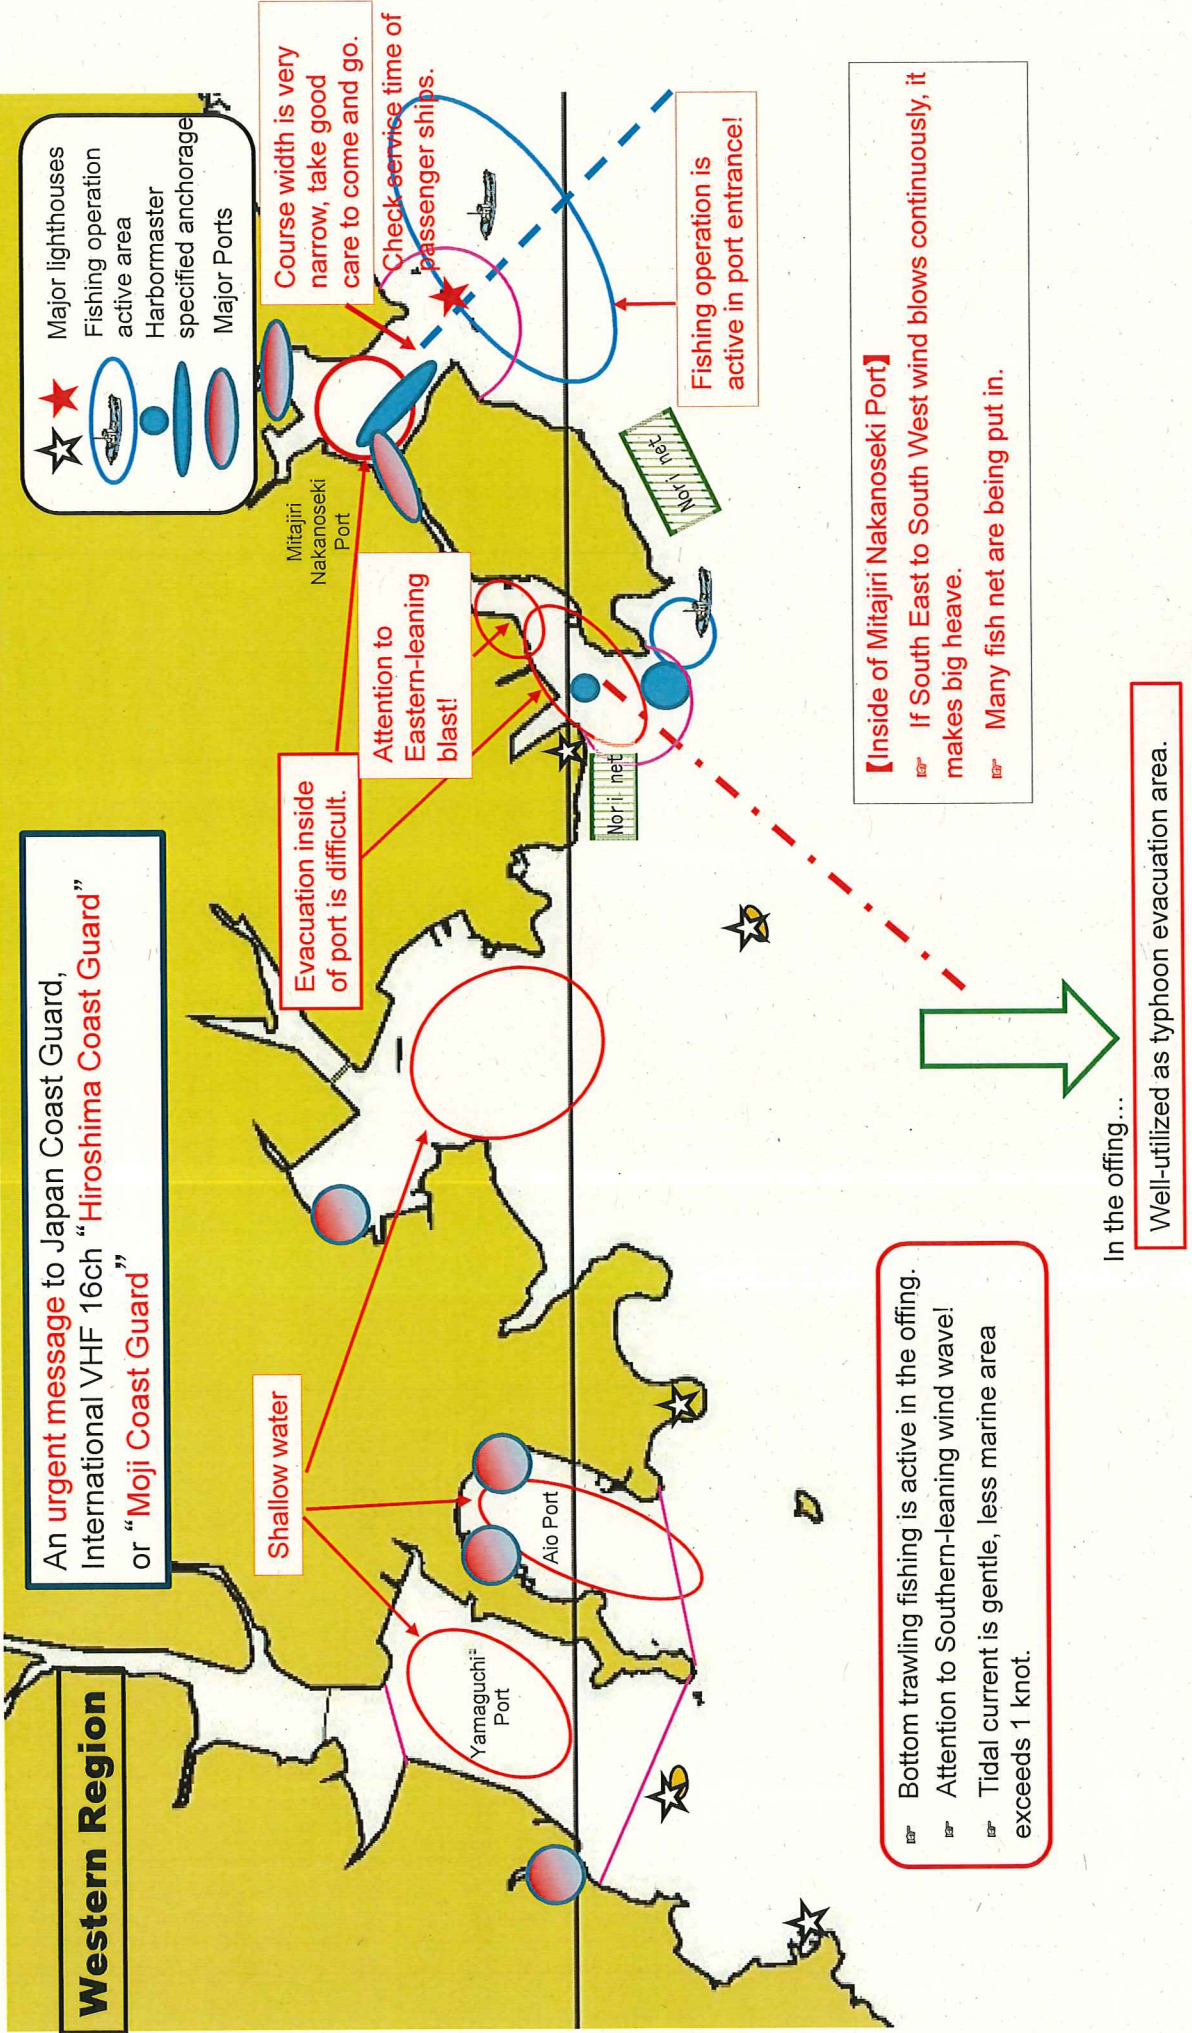 Western Region
An urgent message to Japan Coast Guard,
International VHF 16ch “Hiroshima Coast Guard”
or “Moji Coast Guard”
Major lighthouses
Fishing operation
active area
Harbormaster
specified anchorage
Major Ports
Course width is very
narrow, take good
care to come and go.
Check service time of
passenger ships.
Mitajiri
Nakanoseki
Port
Shallow water
Evacuation inside
of port is difficult.
Attention to
Eastern-leaning
blast!
Yamaguchi
Port
Aio Port
Nori net
Nori net
Fishing operation is
active in port entrance!
☞ Bottom trawling fishing is active in the offing.
☞ Attention to Southern-leaning wind wave!
☞ Tidal current is gentle, less marine area
exceeds 1 knot.
【Inside of Mitajiri Nakanoseki Port】
☞ If South East to South West wind blows continuously, it
makes big heave.
☞ Many fish net are being put in.
In the offing…
Well-utilized as typhoon evacuation area.